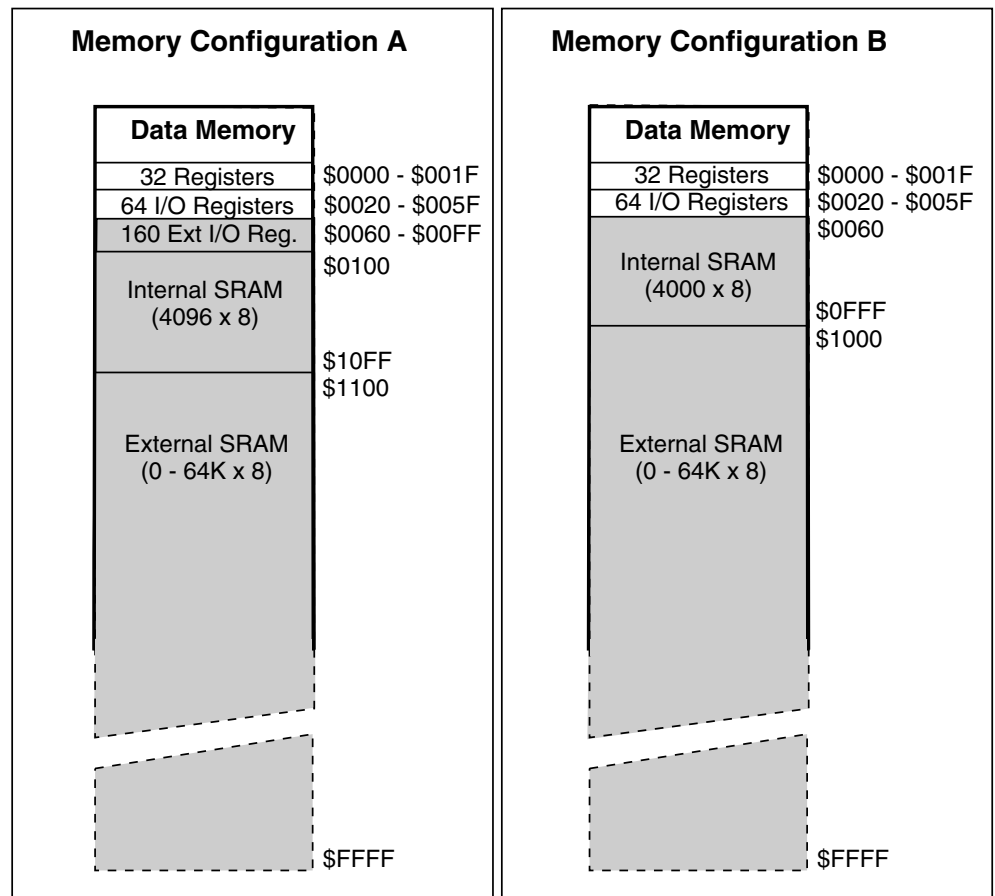 Memory Configuration A
Data Memory
32 Registers
$0000 - $001F
64 I/O Registers
$0020 - $005F
160 Ext I/O Reg.
$0060 - $00FF
$0100
Internal SRAM
(4096 x 8)
$10FF
$1100
External SRAM
(0 - 64K x 8)
$FFFF
Memory Configuration B
Data Memory
32 Registers
$0000 - $001F
64 I/O Registers
$0020 - $005F
$0060
Internal SRAM
(4000 x 8)
$0FFF
$1000
External SRAM
(0 - 64K x 8)
$FFFF